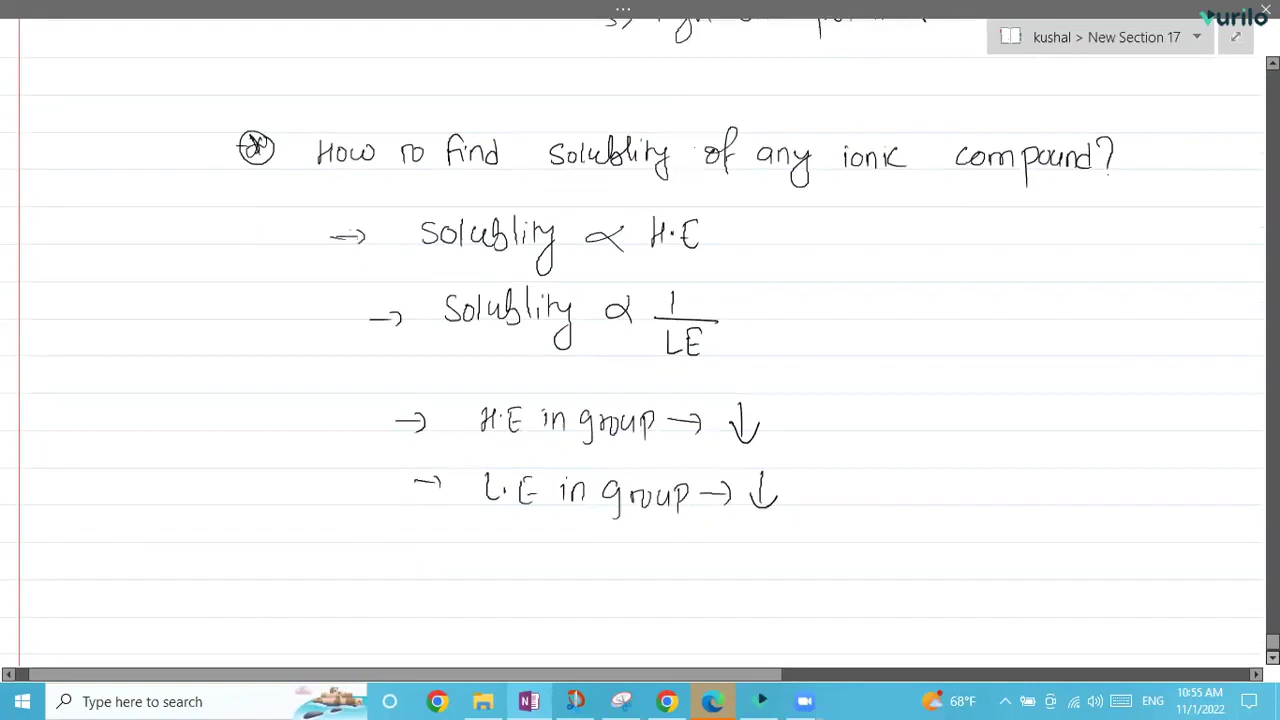 vurilo
kushal > New Section 17
How to find solublity of any ionic compound?
→ Solublity ∝ H.E
→ Solublity ∝ 1/LE
→ H.E in group → ↓
→ L.E in group → ↓
Type here to search
68°F
ENG
10:55 AM
11/1/2022